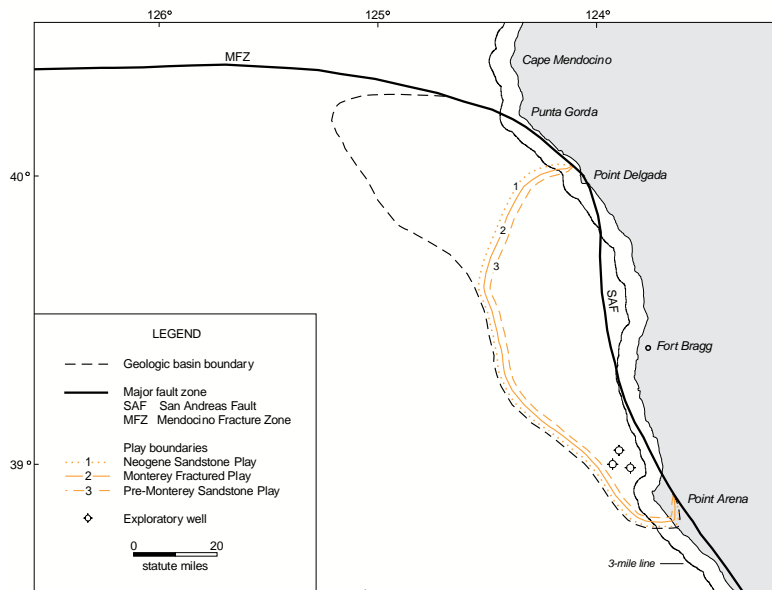 126°
125°
124°
MFZ
Cape Mendocino
Punta Gorda
40°
Point Delgada
1
2
3
SAF
Fort Bragg
39°
Point Arena
3-mile line
LEGEND
Geologic basin boundary
Major fault zone
SAF San Andreas Fault
MFZ Mendocino Fracture Zone
Play boundaries
1 Neogene Sandstone Play
2 Monterey Fractured Play
3 Pre-Monterey Sandstone Play
Exploratory well
0 20
statute miles